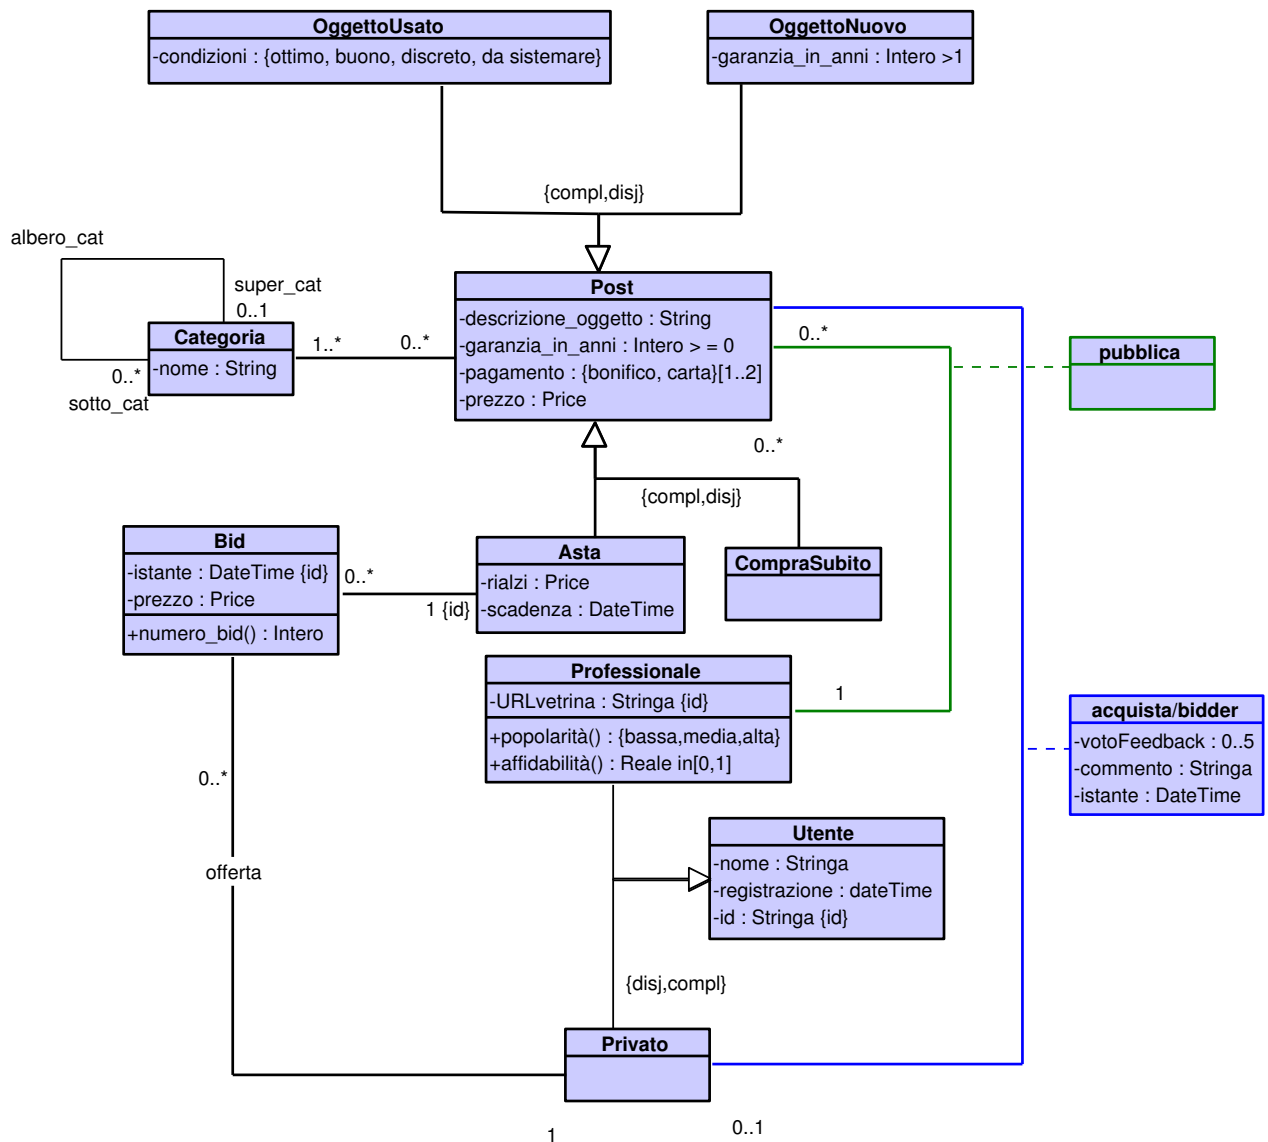 OggettoUsato
-condizioni : {ottimo, buono, discreto, da sistemare}
OggettoNuovo
-garanzia_in_anni : Intero >1
{compl,disj}
albero_cat
super_cat
0..1
Categoria
-nome : String
0..*
sotto_cat
1..*
0..*
Post
-descrizione_oggetto : String
-garanzia_in_anni : Intero > = 0
-pagamento : {bonifico, carta}[1..2]
-prezzo : Price
0..*
pubblica
0..*
{compl,disj}
Bid
-istante : DateTime {id}
-prezzo : Price
+numero_bid() : Intero
0..*
1 {id}
Asta
-rialzi : Price
-scadenza : DateTime
CompraSubito
Professionale
-URLvetrina : Stringa {id}
+popolarità() : {bassa,media,alta}
+affidabilità() : Reale in[0,1]
1
acquista/bidder
-votoFeedback : 0..5
-commento : Stringa
-istante : DateTime
0..*
offerta
Utente
-nome : Stringa
-registrazione : dateTime
-id : Stringa {id}
{disj,compl}
Privato
1
0..1